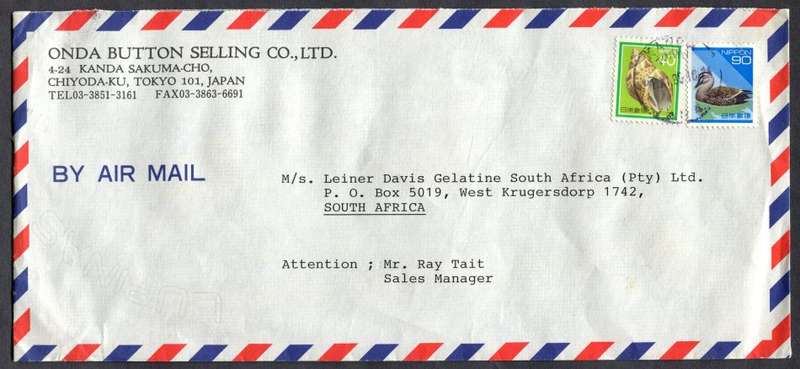 ONDA BUTTON SELLING CO.,LTD.
4-24 KANDA SAKUMA-CHO,
CHIYODA-KU, TOKYO 101, JAPAN
TEL03-3851-3161 FAX03-3863-6691
40
日本郵便
NIPPON
90
日本郵便
BY AIR MAIL
M/s. Leiner Davis Gelatine South Africa (Pty) Ltd.
P. O. Box 5019, West Krugersdorp 1742,
SOUTH AFRICA
Attention ; Mr. Ray Tait
Sales Manager